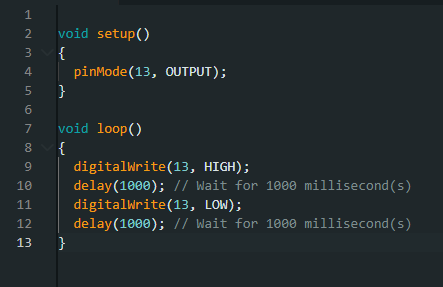 1
2 void setup()
3 {
4   pinMode(13, OUTPUT);
5 }
6
7 void loop()
8 {
9   digitalWrite(13, HIGH);
10   delay(1000); // Wait for 1000 millisecond(s)
11   digitalWrite(13, LOW);
12   delay(1000); // Wait for 1000 millisecond(s)
13 }